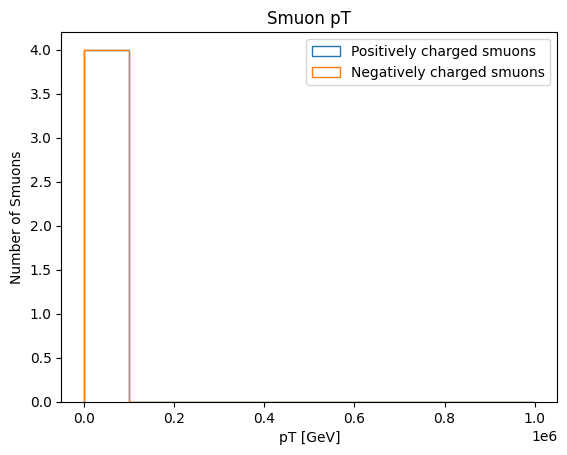 Smuon pT
Positively charged smuons
Negatively charged smuons
4.0
3.5
3.0
2.5
2.0
1.5
1.0
0.5
0.0
Number of Smuons
0.0 0.2 0.4 0.6 0.8 1.0
1e6
pT [GeV]